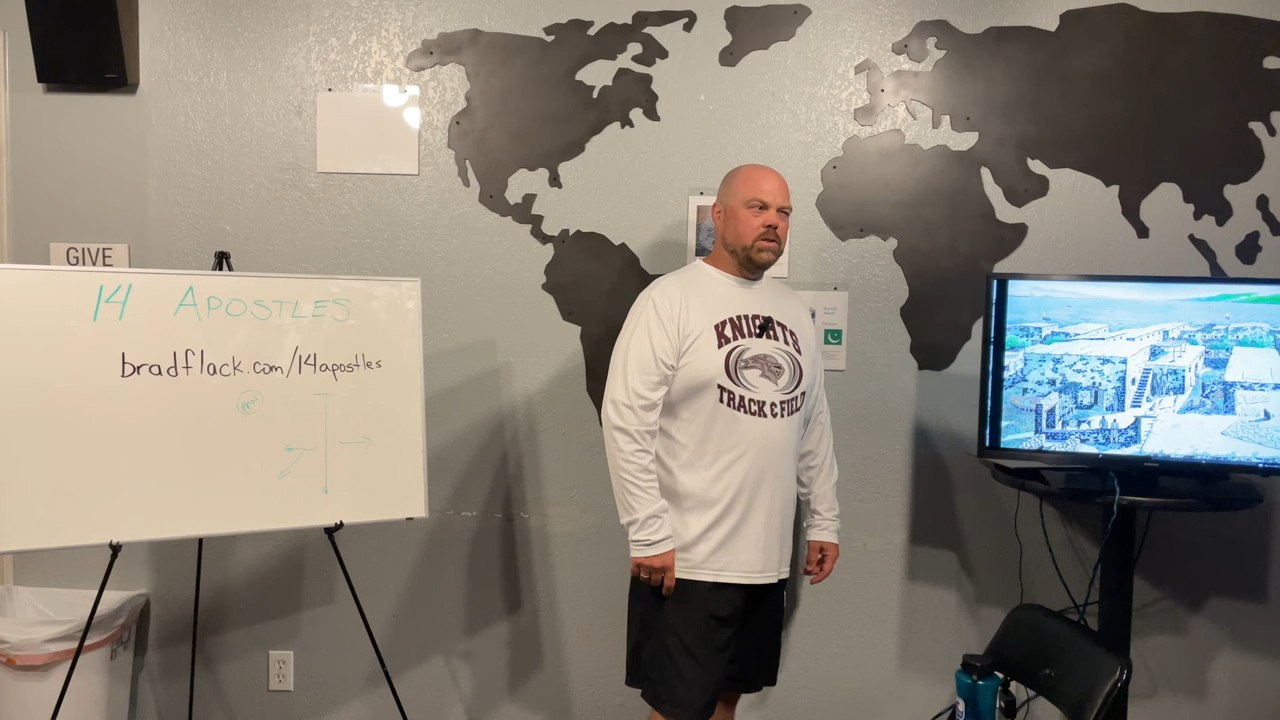 GIVE
14 APOSTLES
bradflack.com/14apostles
KNIGHTS
TRACK & FIELD